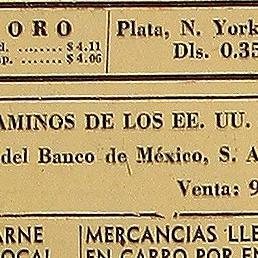 ORO
$4.11
$4.06
Plata, N. York
Dls. 0.35
AMINOS DE LOS EE. UU.
del Banco de México, S. A
Venta: 9
ARNE
OCAL
MERCANCIAS LLE
EN CARRO POR EN